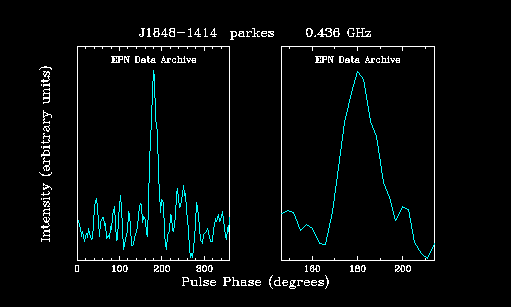 J1848-1414 parkes 0.436 GHz
EPN Data Archive EPN Data Archive
Intensity (arbitrary units)
0 100 200 300 160 180 200
Pulse Phase (degrees)